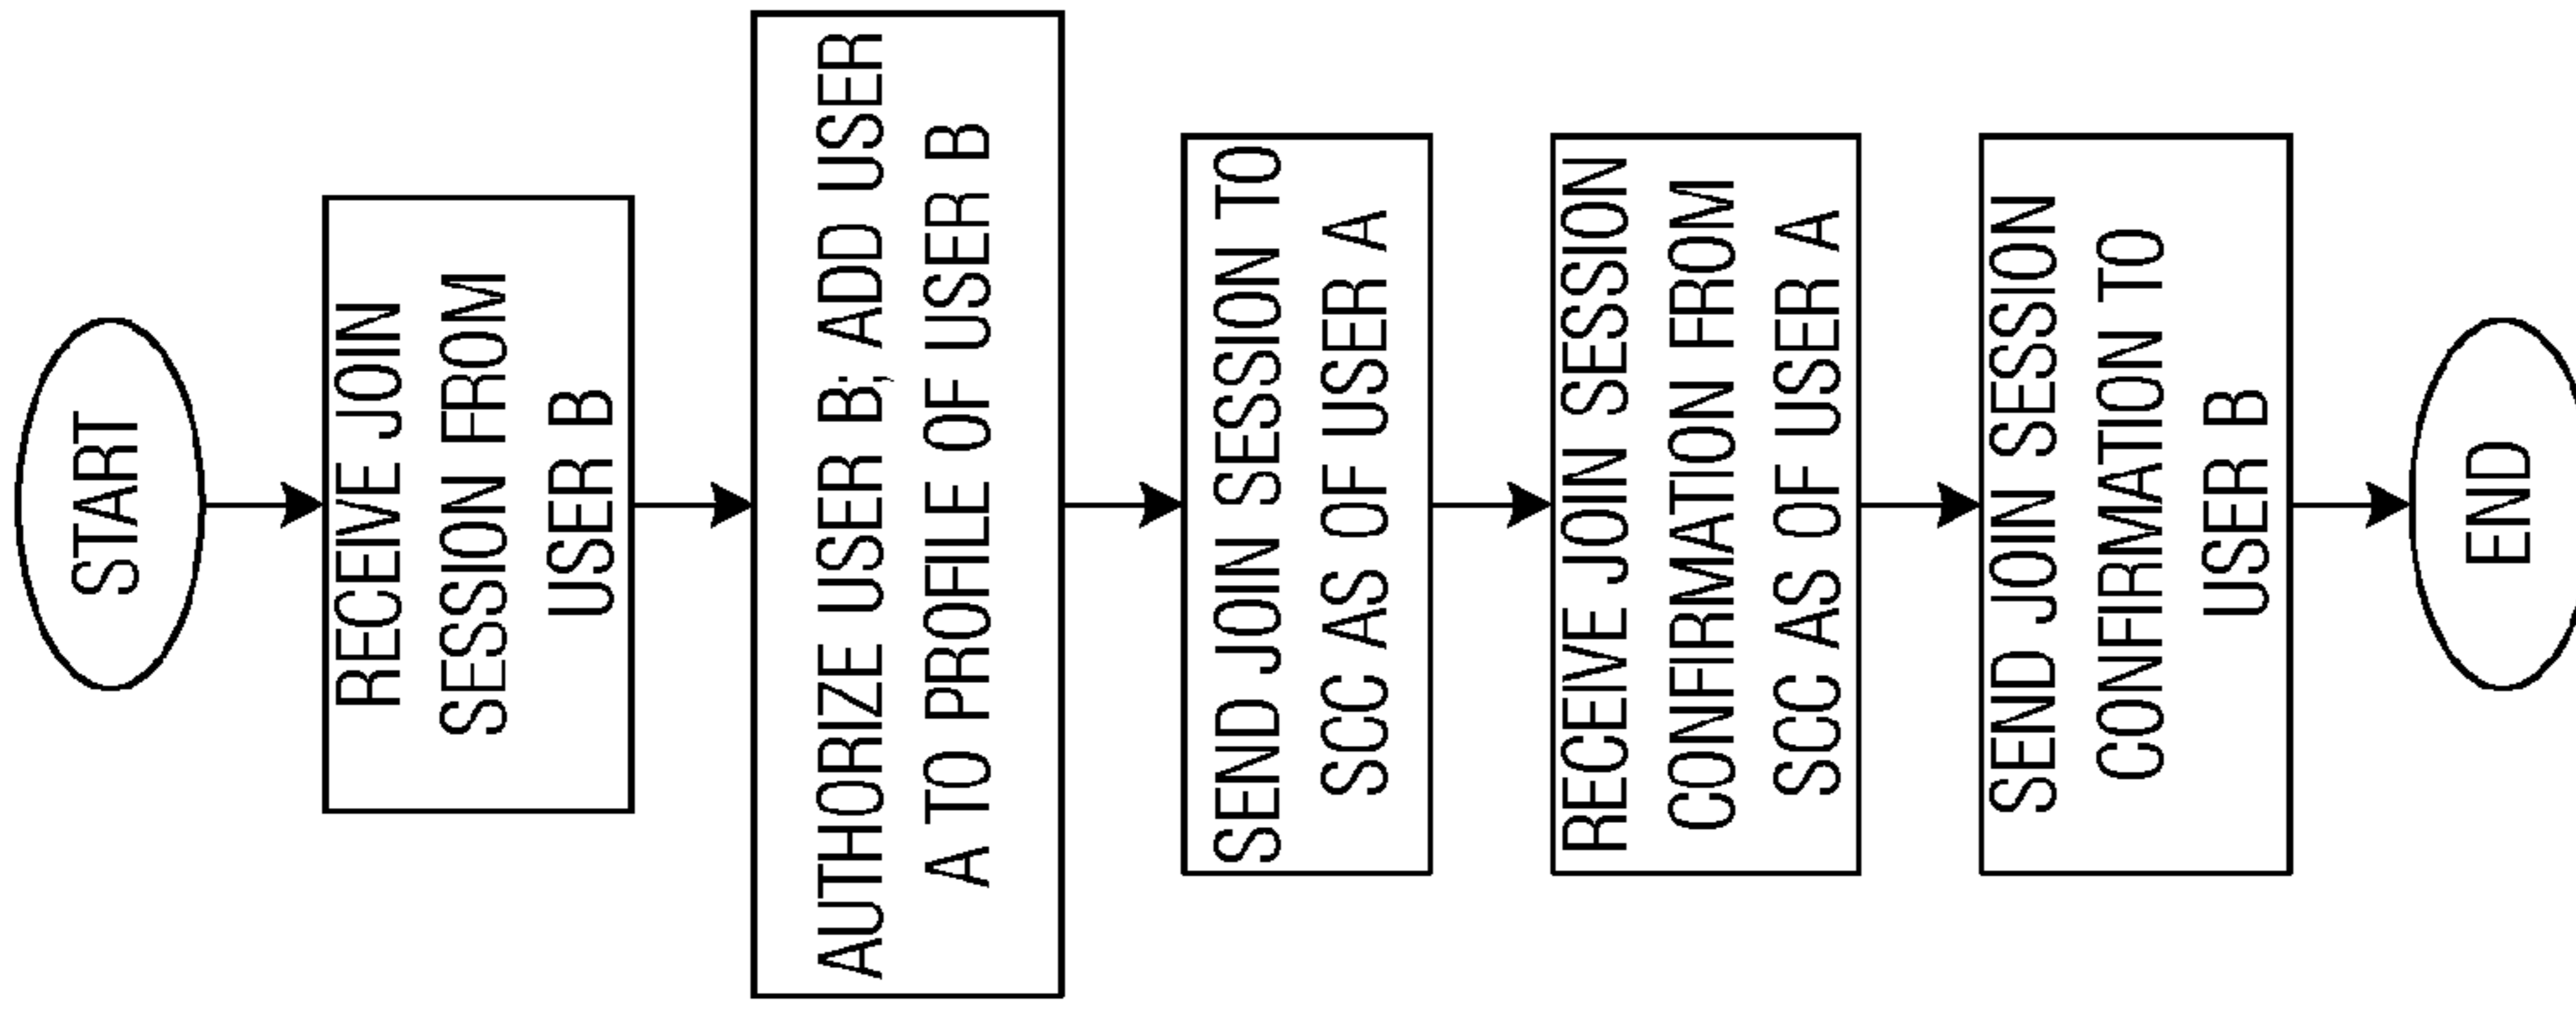 START
RECEIVE JOIN
SESSION FROM
USER B
AUTHORIZE USER B; ADD USER
A TO PROFILE OF USER B
SEND JOIN SESSION TO
SCC AS OF USER A
RECEIVE JOIN SESSION
CONFIRMATION FROM
SCC AS OF USER A
SEND JOIN SESSION
CONFIRMATION TO
USER B
END